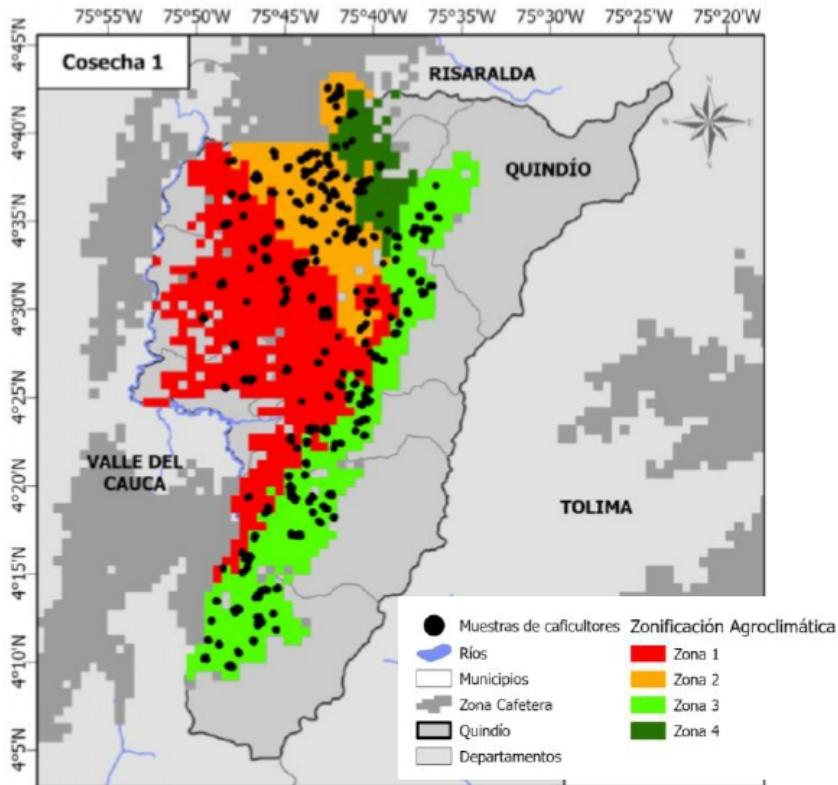 75°55'W 75°50'W 75°45'W 75°40'W 75°35'W 75°30'W 75°25'W 75°20'W
4°45'N
4°40'N
4°35'N
4°30'N
4°25'N
4°20'N
4°15'N
4°10'N
4°5'N
Cosecha 1
RISARALDA
N
W E
S
QUINDÍO
VALLE DEL
CAUCA
TOLIMA
Muestras de caficultores
Ríos
Municipios
Zona Cafetera
Quindío
Departamentos
Zonificación Agroclimática
Zona 1
Zona 2
Zona 3
Zona 4